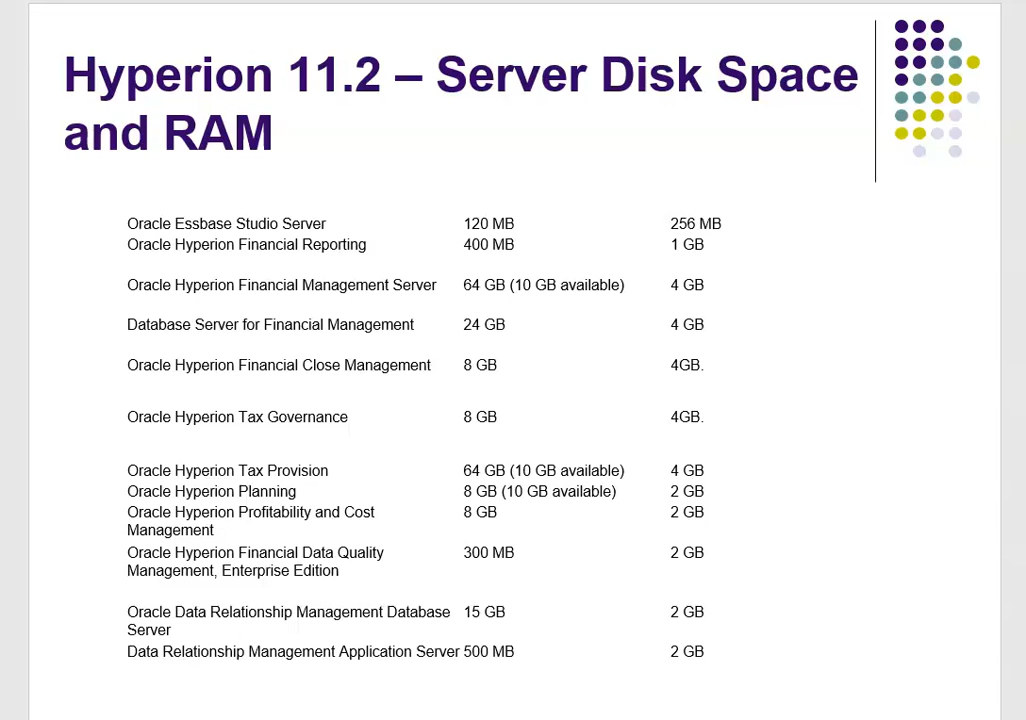 Hyperion 11.2 – Server Disk Space
and RAM
Oracle Essbase Studio Server 120 MB 256 MB
Oracle Hyperion Financial Reporting 400 MB 1 GB
Oracle Hyperion Financial Management Server 64 GB (10 GB available) 4 GB
Database Server for Financial Management 24 GB 4 GB
Oracle Hyperion Financial Close Management 8 GB 4GB.
Oracle Hyperion Tax Governance 8 GB 4GB.
Oracle Hyperion Tax Provision 64 GB (10 GB available) 4 GB
Oracle Hyperion Planning 8 GB (10 GB available) 2 GB
Oracle Hyperion Profitability and Cost 8 GB 2 GB
Management
Oracle Hyperion Financial Data Quality 300 MB 2 GB
Management, Enterprise Edition
Oracle Data Relationship Management Database 15 GB 2 GB
Server
Data Relationship Management Application Server 500 MB 2 GB